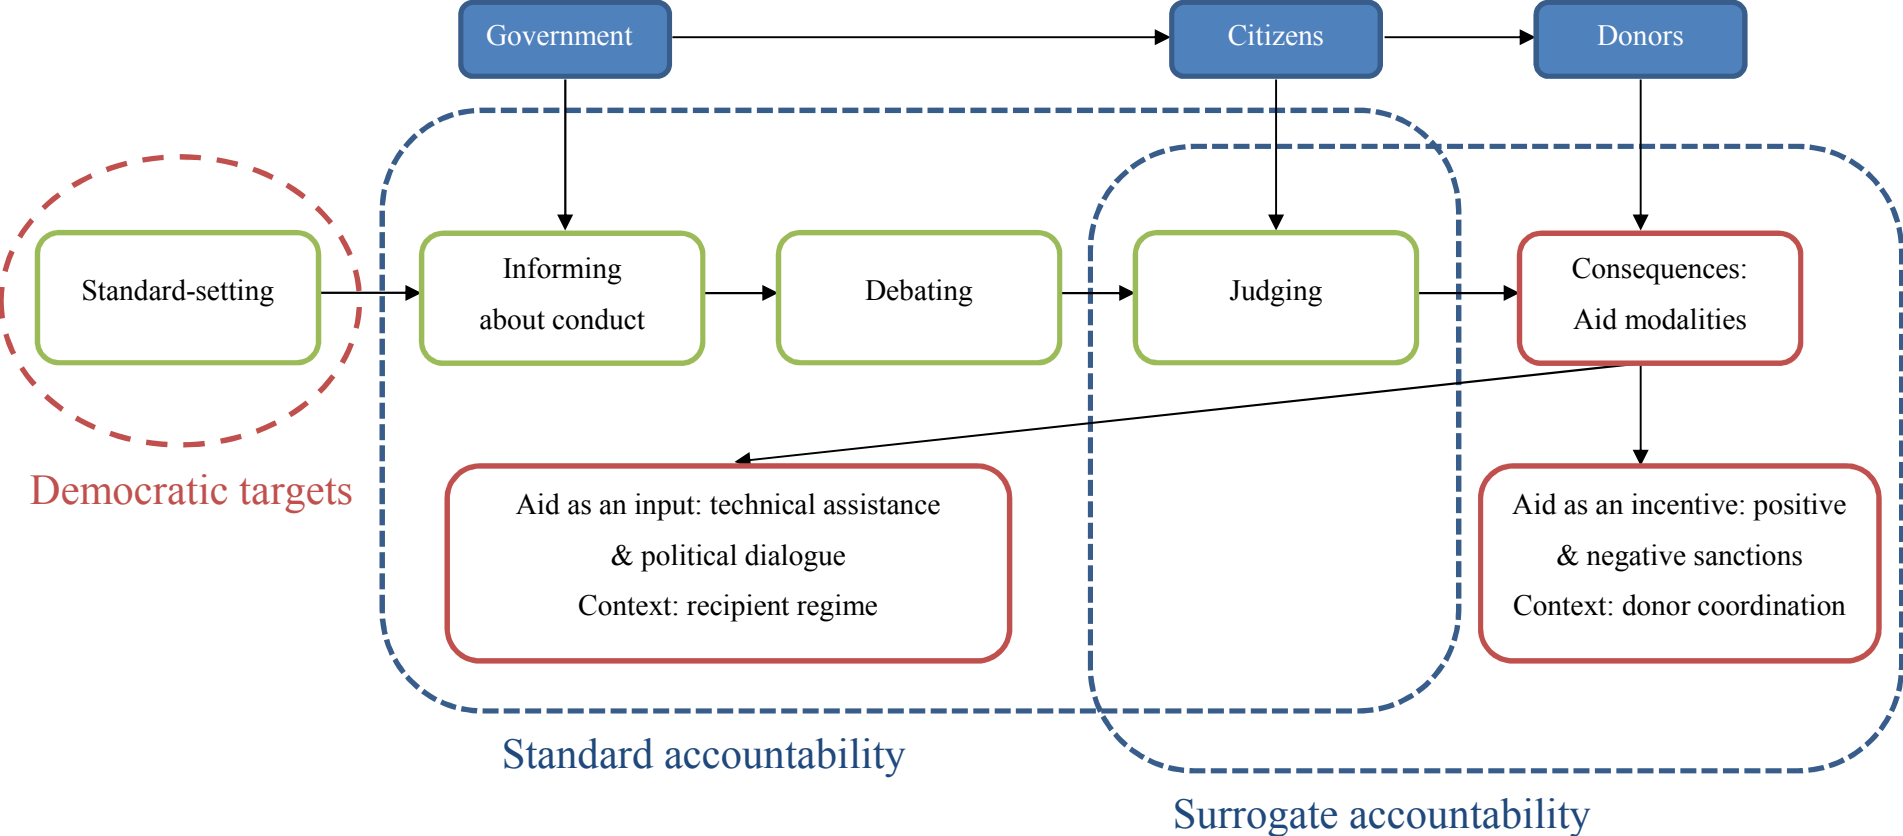 Government
Citizens
Donors
Standard-setting
Informing
about conduct
Debating
Judging
Consequences:
Aid modalities
Democratic targets
Aid as an input: technical assistance
& political dialogue
Context: recipient regime
Aid as an incentive: positive
& negative sanctions
Context: donor coordination
Standard accountability
Surrogate accountability